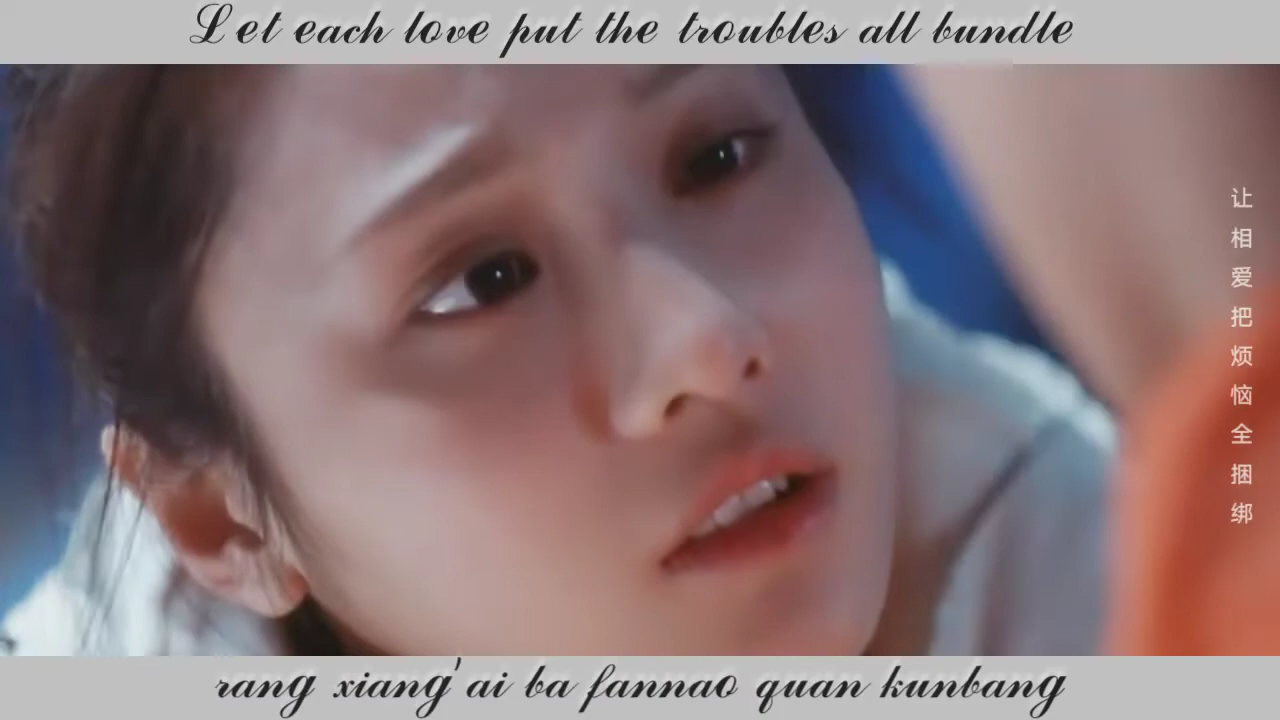 Let each love put the troubles all bundle
让相爱把烦恼全捆绑
rang xiang'ai ba fannao quan kunbang